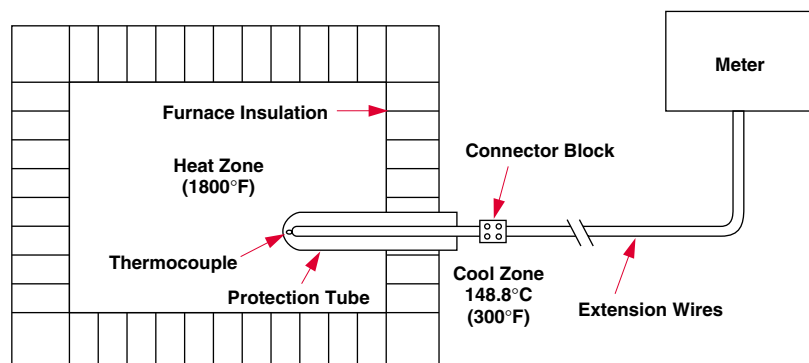 Meter
Furnace Insulation
Connector Block
Heat Zone
(1800°F)
Thermocouple
Protection Tube
Cool Zone
148.8°C
(300°F)
Extension Wires